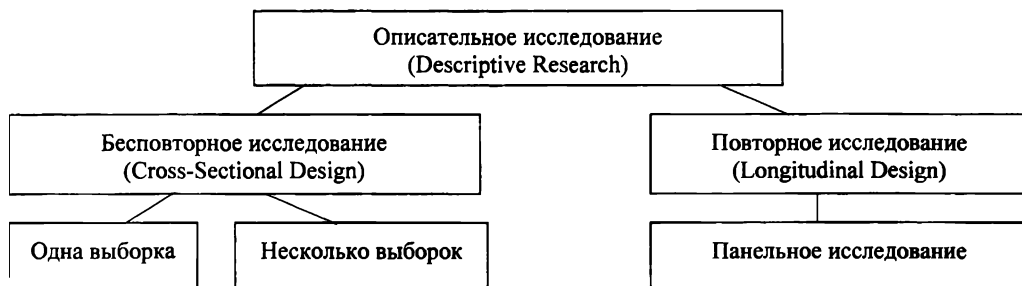 Описательное исследование
(Descriptive Research)
Бесповторное исследование
(Cross-Sectional Design)
Повторное исследование
(Longitudinal Design)
Одна выборка
Несколько выборок
Панельное исследование